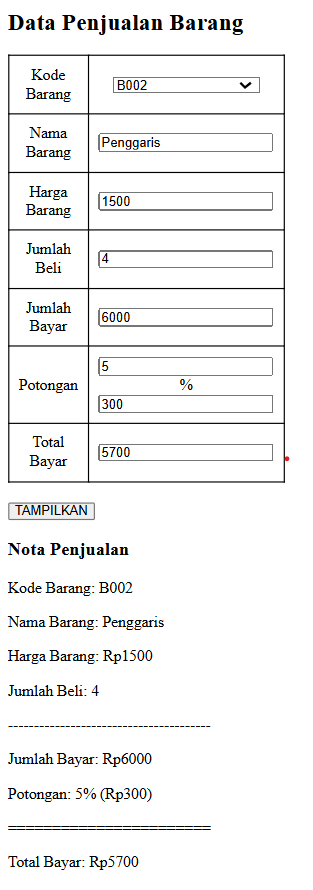 Data Penjualan Barang
Kode
Barang
B002
Nama
Barang
Penggaris
Harga
Barang
1500
Jumlah
Beli
4
Jumlah
Bayar
6000
Potongan
5
%
300
Total
Bayar
5700
TAMPILKAN
Nota Penjualan
Kode Barang: B002
Nama Barang: Penggaris
Harga Barang: Rp1500
Jumlah Beli: 4
---------------------------------------
Jumlah Bayar: Rp6000
Potongan: 5% (Rp300)
=======================
Total Bayar: Rp5700